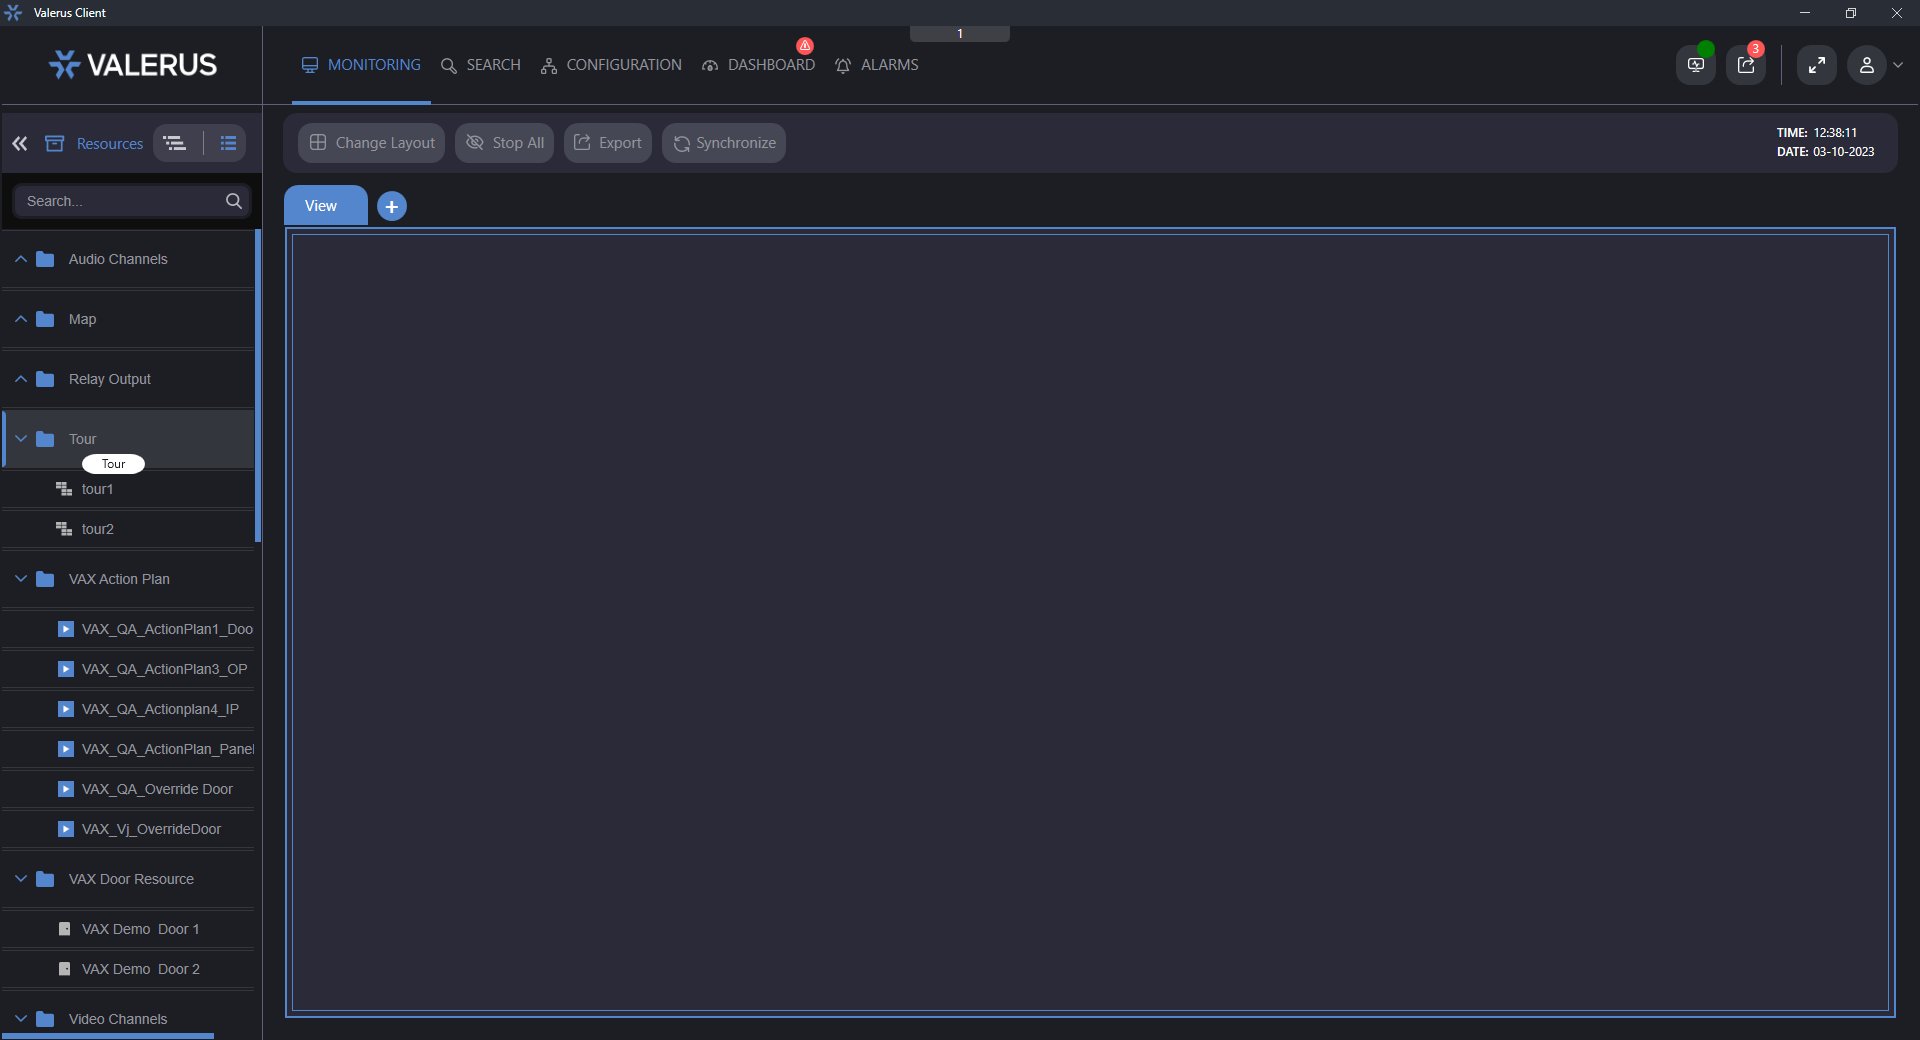 Valerus Client
1
VALERUS
MONITORING
SEARCH
CONFIGURATION
DASHBOARD
ALARMS
3
Resources
Change Layout
Stop All
Export
Synchronize
TIME: 12:38:11
DATE: 03-10-2023
Search...
View
Audio Channels
Map
Relay Output
Tour
Tour
tour1
tour2
VAX Action Plan
VAX_QA_ActionPlan1_Doo
VAX_QA_ActionPlan3_OP
VAX_QA_Actionplan4_IP
VAX_QA_ActionPlan_Panel
VAX_QA_Override Door
VAX_Vj_OverrideDoor
VAX Door Resource
VAX Demo  Door 1
VAX Demo  Door 2
Video Channels